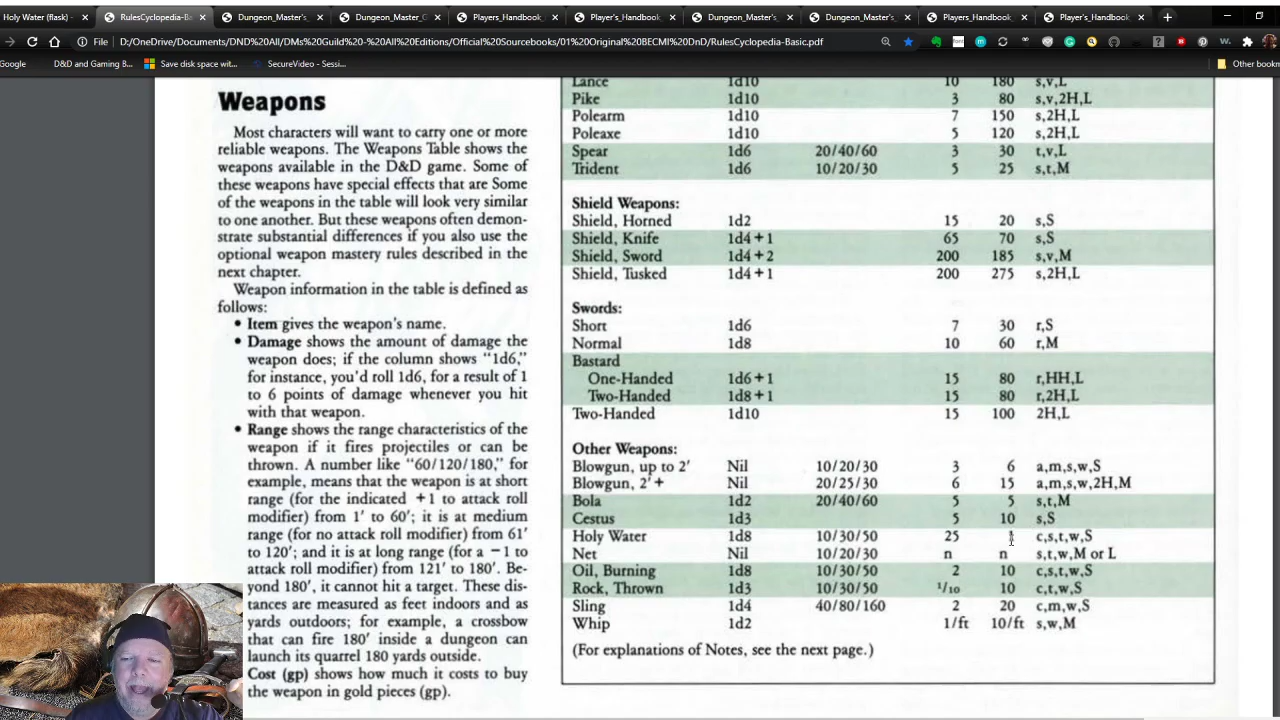 Holy Water (flask)
RulesCyclopedia-Ba
Dungeon_Master's_
Dungeon_Master_G
Players_Handbook_
Player's_Handbook_
Dungeon_Master's_
Dungeon_Master's_
Players_Handbook_
Player's_Handbook_
File
D:/OneDrive/Documents/DND%20All/DMs%20Guild%20-%20All%20Editions/Official%20Sourcebooks/01%20Original%20BECMI%20DnD/RulesCyclopedia-Basic.pdf
Google
D&D and Gaming B...
Save disk space wit...
SecureVideo - Sessi...
Other bookm
Weapons
Most characters will want to carry one or more
reliable weapons. The Weapons Table shows the
weapons available in the D&D game. Some of
these weapons have special effects that are Some
of the weapons in the table will look very similar
to one another. But these weapons often demon-
strate substantial differences if you also use the
optional weapon mastery rules described in the
next chapter.
Weapon information in the table is defined as
follows:
• Item gives the weapon's name.
• Damage shows the amount of damage the
weapon does; if the column shows "1d6,"
for instance, you'd roll 1d6, for a result of 1
to 6 points of damage whenever you hit
with that weapon.
• Range shows the range characteristics of the
weapon if it fires projectiles or can be
thrown. A number like "60/120/180," for
example, means that the weapon is at short
range (for the indicated +1 to attack roll
modifier) from 1' to 60'; it is at medium
range (for no attack roll modifier) from 61'
to 120'; and it is at long range (for a −1 to
attack roll modifier) from 121' to 180'. Be-
yond 180', it cannot hit a target. These dis-
tances are measured as feet indoors and as
yards outdoors; for example, a crossbow
that can fire 180' inside a dungeon can
launch its quarrel 180 yards outside.
Cost (gp) shows how much it costs to buy
the weapon in gold pieces (gp).
Lance 1d10 10 180 s,v,L
Pike 1d10 3 80 s,v,2H,L
Polearm 1d10 7 150 s,2H,L
Poleaxe 1d10 5 120 s,2H,L
Spear 1d6 20/40/60 3 30 t,v,L
Trident 1d6 10/20/30 5 25 s,t,M
Shield Weapons:
Shield, Horned 1d2 15 20 s,S
Shield, Knife 1d4+1 65 70 s,S
Shield, Sword 1d4+2 200 185 s,v,M
Shield, Tusked 1d4+1 200 275 s,2H,L
Swords:
Short 1d6 7 30 r,S
Normal 1d8 10 60 r,M
Bastard
One-Handed 1d6+1 15 80 r,HH,L
Two-Handed 1d8+1 15 80 r,2H,L
Two-Handed 1d10 15 100 2H,L
Other Weapons:
Blowgun, up to 2' Nil 10/20/30 3 6 a,m,s,w,S
Blowgun, 2'+ Nil 20/25/30 6 15 a,m,s,w,2H,M
Bola 1d2 20/40/60 5 5 s,t,M
Cestus 1d3 5 10 s,S
Holy Water 1d8 10/30/50 25 c,s,t,w,S
Net Nil 10/20/30 n n s,t,w,M or L
Oil, Burning 1d8 10/30/50 2 10 c,s,t,w,S
Rock, Thrown 1d3 10/30/50 1/10 10 c,t,w,S
Sling 1d4 40/80/160 2 20 c,m,w,S
Whip 1d2 1/ft 10/ft s,w,M
(For explanations of Notes, see the next page.)